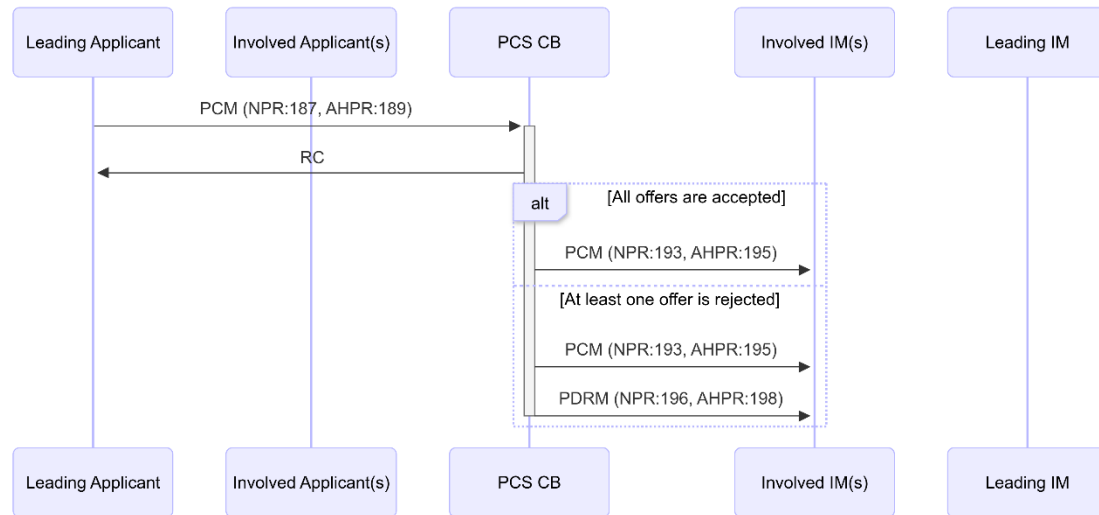 Leading Applicant
Involved Applicant(s)
PCS CB
Involved IM(s)
Leading IM
PCM (NPR:187, AHPR:189)
RC
alt
[All offers are accepted]
PCM (NPR:193, AHPR:195)
[At least one offer is rejected]
PCM (NPR:193, AHPR:195)
PDRM (NPR:196, AHPR:198)
Leading Applicant
Involved Applicant(s)
PCS CB
Involved IM(s)
Leading IM